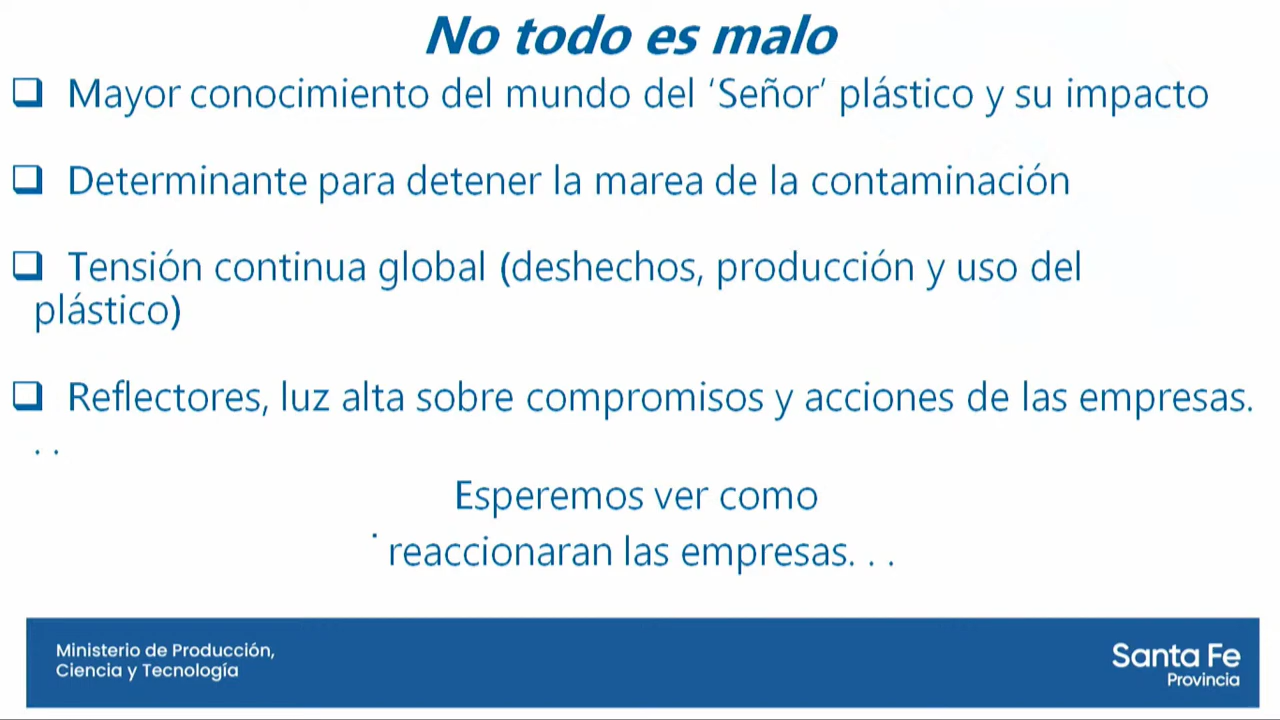 No todo es malo
❑ Mayor conocimiento del mundo del ‘Señor’ plástico y su impacto
❑ Determinante para detener la marea de la contaminación
❑ Tensión continua global (deshechos, producción y uso del
plástico)
❑ Reflectores, luz alta sobre compromisos y acciones de las empresas.
. .
Esperemos ver como
reaccionaran las empresas. . .
Ministerio de Producción,
Ciencia y Tecnología
Santa Fe
Provincia